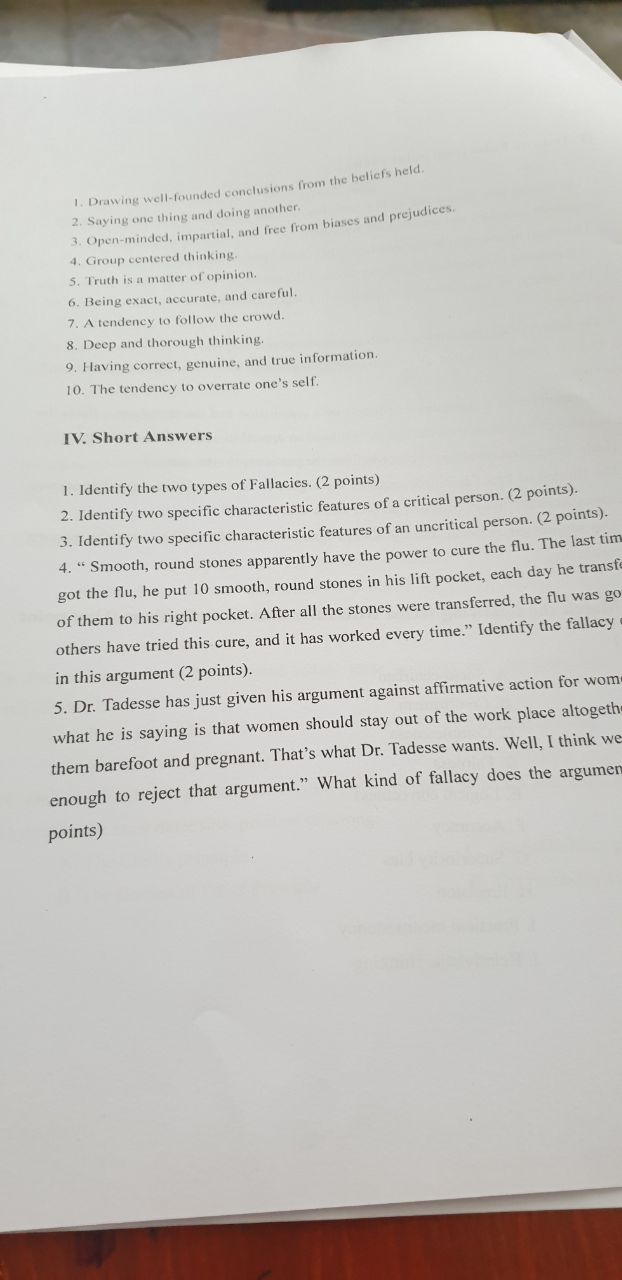 1. Drawing well-founded conclusions from the beliefs held.
2. Saying one thing and doing another.
3. Open-minded, impartial, and free from biases and prejudices.
4. Group centered thinking.
5. Truth is a matter of opinion.
6. Being exact, accurate, and careful.
7. A tendency to follow the crowd.
8. Deep and thorough thinking.
9. Having correct, genuine, and true information.
10. The tendency to overrate one's self.
IV. Short Answers
1. Identify the two types of Fallacies. (2 points)
2. Identify two specific characteristic features of a critical person. (2 points).
3. Identify two specific characteristic features of an uncritical person. (2 points).
4. “ Smooth, round stones apparently have the power to cure the flu. The last tim
got the flu, he put 10 smooth, round stones in his lift pocket, each day he transfe
of them to his right pocket. After all the stones were transferred, the flu was go
others have tried this cure, and it has worked every time.” Identify the fallacy
in this argument (2 points).
5. Dr. Tadesse has just given his argument against affirmative action for wom
what he is saying is that women should stay out of the work place altogeth
them barefoot and pregnant. That's what Dr. Tadesse wants. Well, I think we
enough to reject that argument.” What kind of fallacy does the argumen
points)